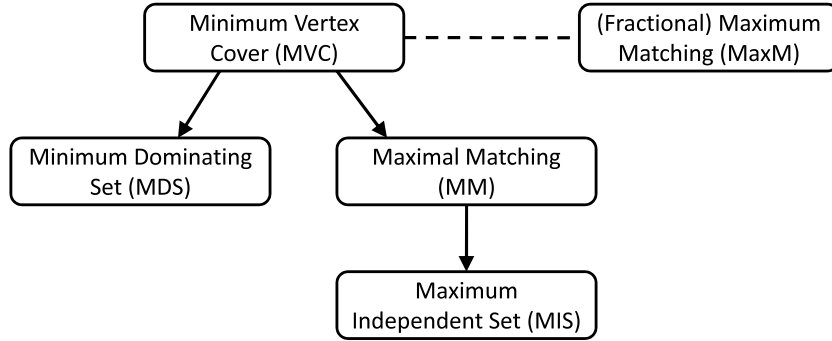 Minimum Vertex
Cover (MVC)
(Fractional) Maximum
Matching (MaxM)
Minimum Dominating
Set (MDS)
Maximal Matching
(MM)
Maximum
Independent Set (MIS)